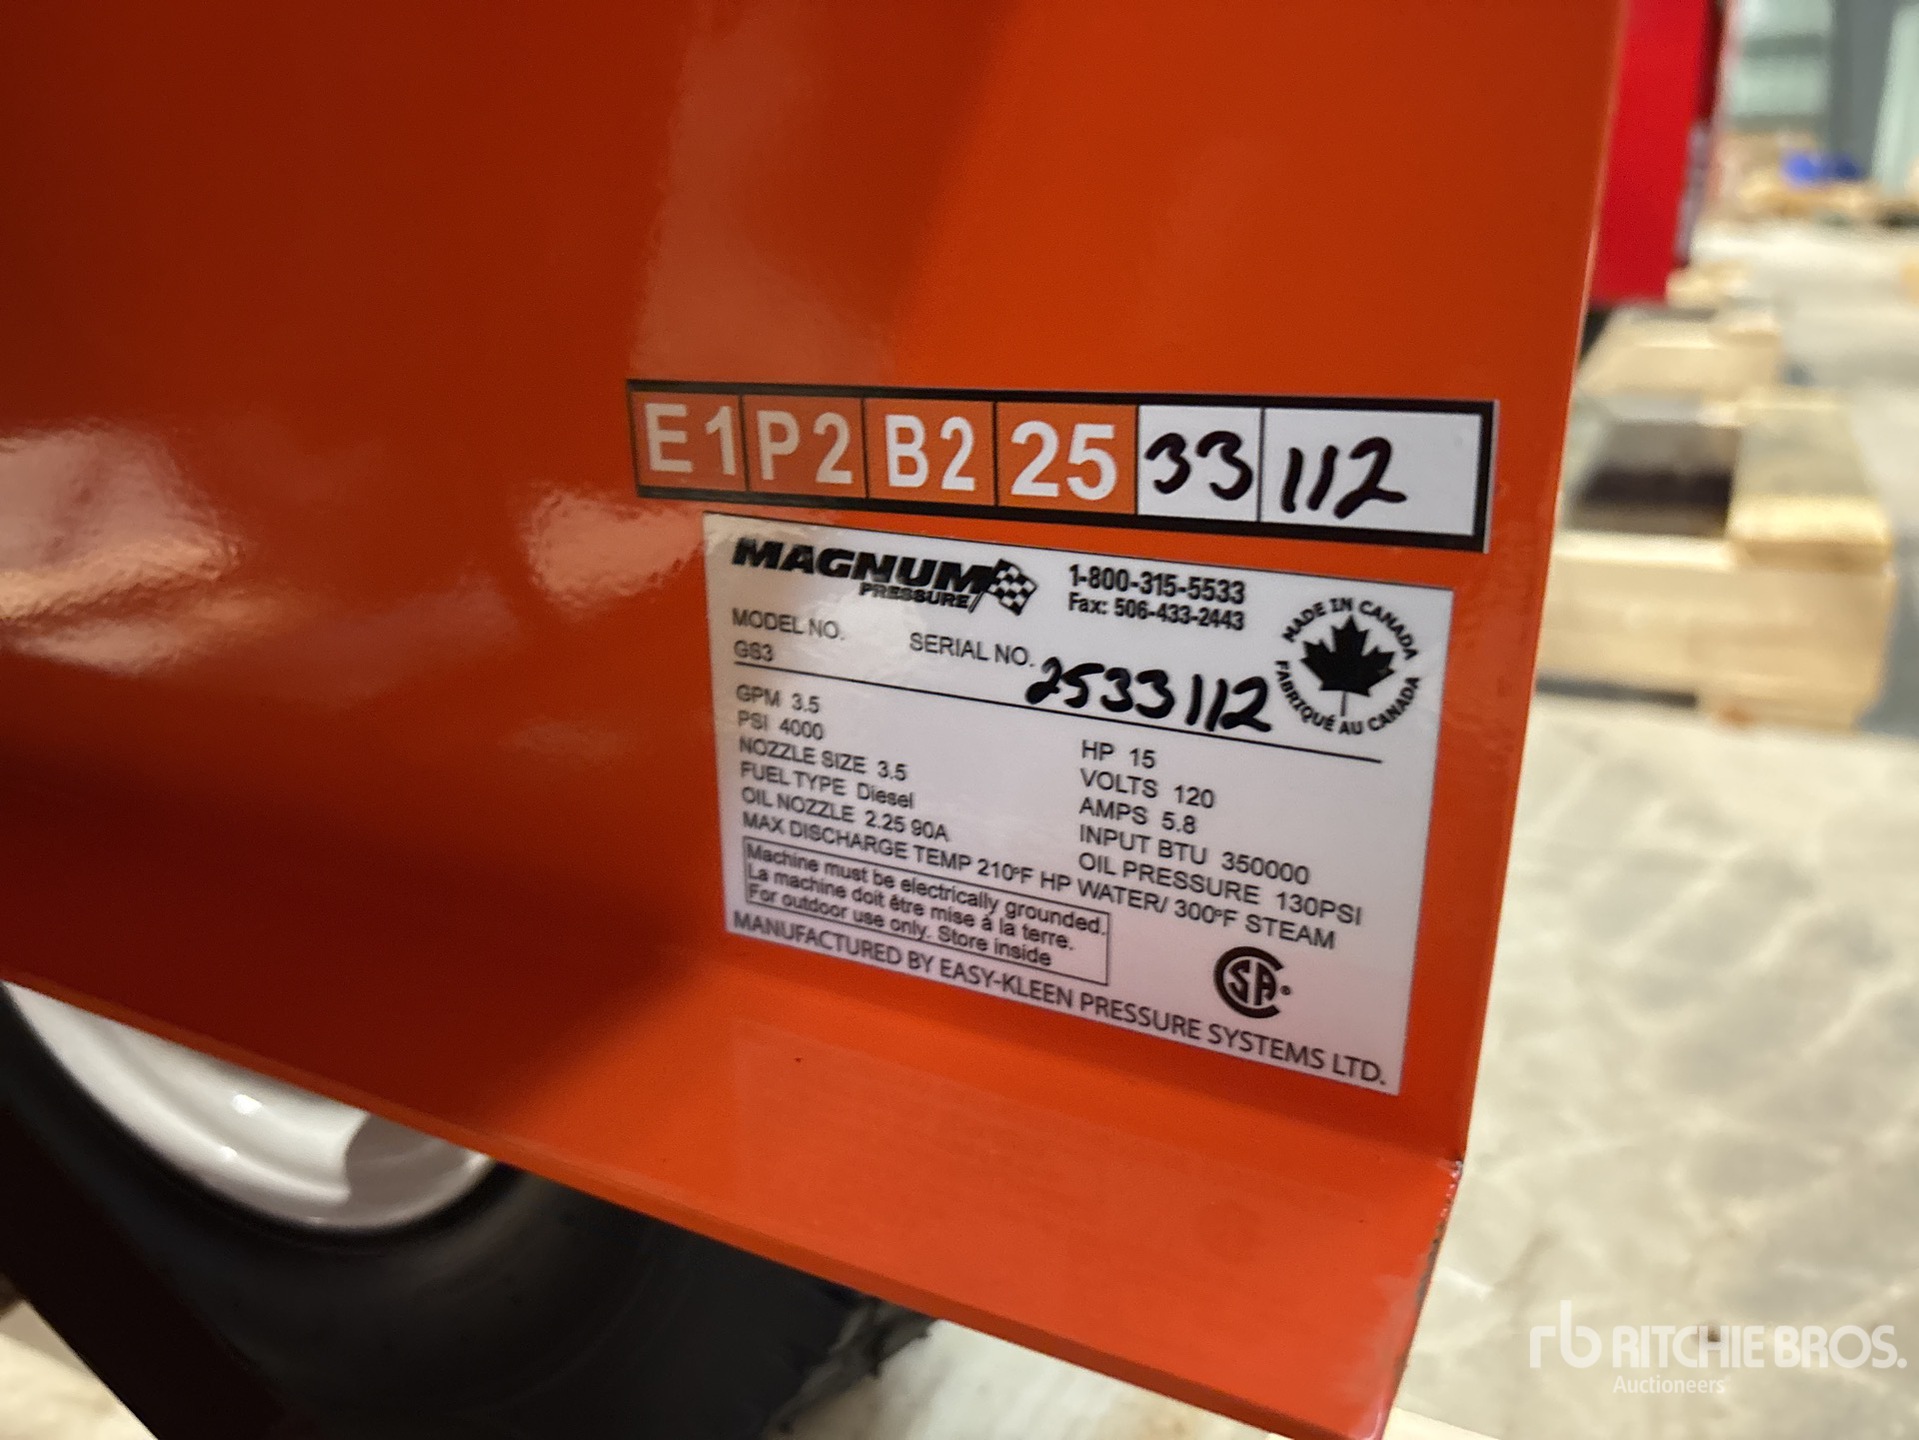 E1 P2 B2 25 33 112
MAGNUM
PRESSURE
1-800-315-5533
Fax: 506-433-2443
MADE IN CANADA
FABRIQUÉ AU CANADA
MODEL NO.
GS3
SERIAL NO. 2533112
GPM 3.5
PSI 4000
NOZZLE SIZE 3.5
FUEL TYPE Diesel
OIL NOZZLE 2.25 90A
HP 15
VOLTS 120
AMPS 5.8
INPUT BTU 350000
OIL PRESSURE 130PSI
MAX DISCHARGE TEMP 210°F HP WATER/ 300°F STEAM
Machine must be electrically grounded.
La machine doit être mise à la terre.
For outdoor use only. Store inside
CSA
MANUFACTURED BY EASY-KLEEN PRESSURE SYSTEMS LTD.
rb RITCHIE BROS.
Auctioneers